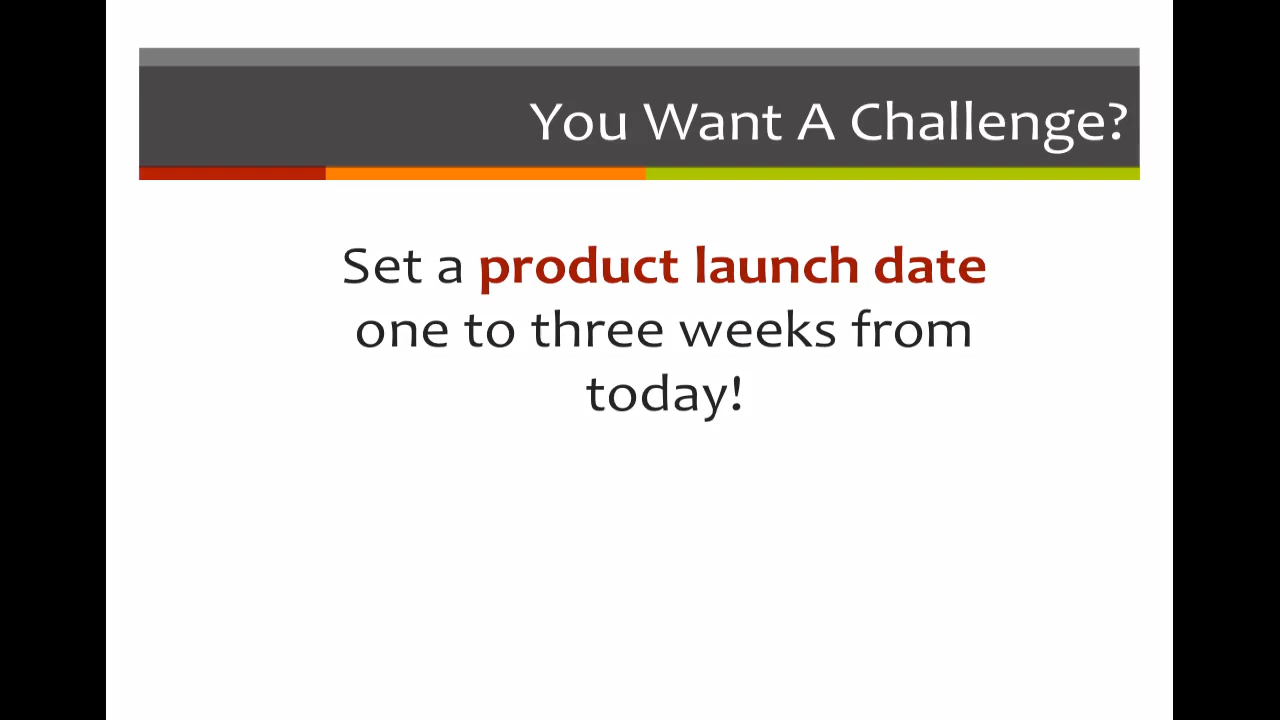 You Want A Challenge?
Set a product launch date
one to three weeks from
today!